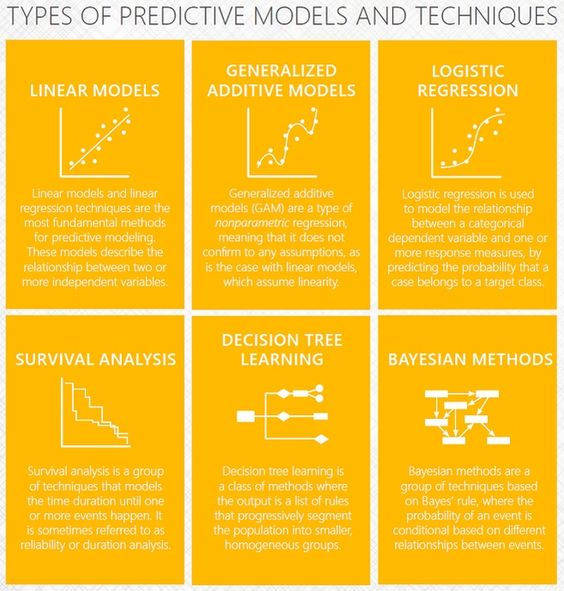 TYPES OF PREDICTIVE MODELS AND TECHNIQUES
LINEAR MODELS
Linear models and linear
regression techniques are the
most fundamental methods
for predictive modeling.
These models describe the
relationship between two or
more independent variables.
GENERALIZED
ADDITIVE MODELS
Generalized additive
models (GAM) are a type of
nonparametric regression,
meaning that it does not
confirm to any assumptions, as
is the case with linear models,
which assume linearity.
LOGISTIC
REGRESSION
Logistic regression is used
to model the relationship
between a categorical
dependent variable and one or
more response measures, by
predicting the probability that a
case belongs to a target class.
SURVIVAL ANALYSIS
Survival analysis is a group
of techniques that models
the time duration until one
or more events happen. It
is sometimes referred to as
reliability or duration analysis.
DECISION TREE
LEARNING
Decision tree learning is
a class of methods where
the output is a list of rules
that progressively segment
the population into smaller,
homogeneous groups.
BAYESIAN METHODS
Bayesian methods are a
group of techniques based
on Bayes' rule, where the
probability of an event is
conditional based on different
relationships between events.